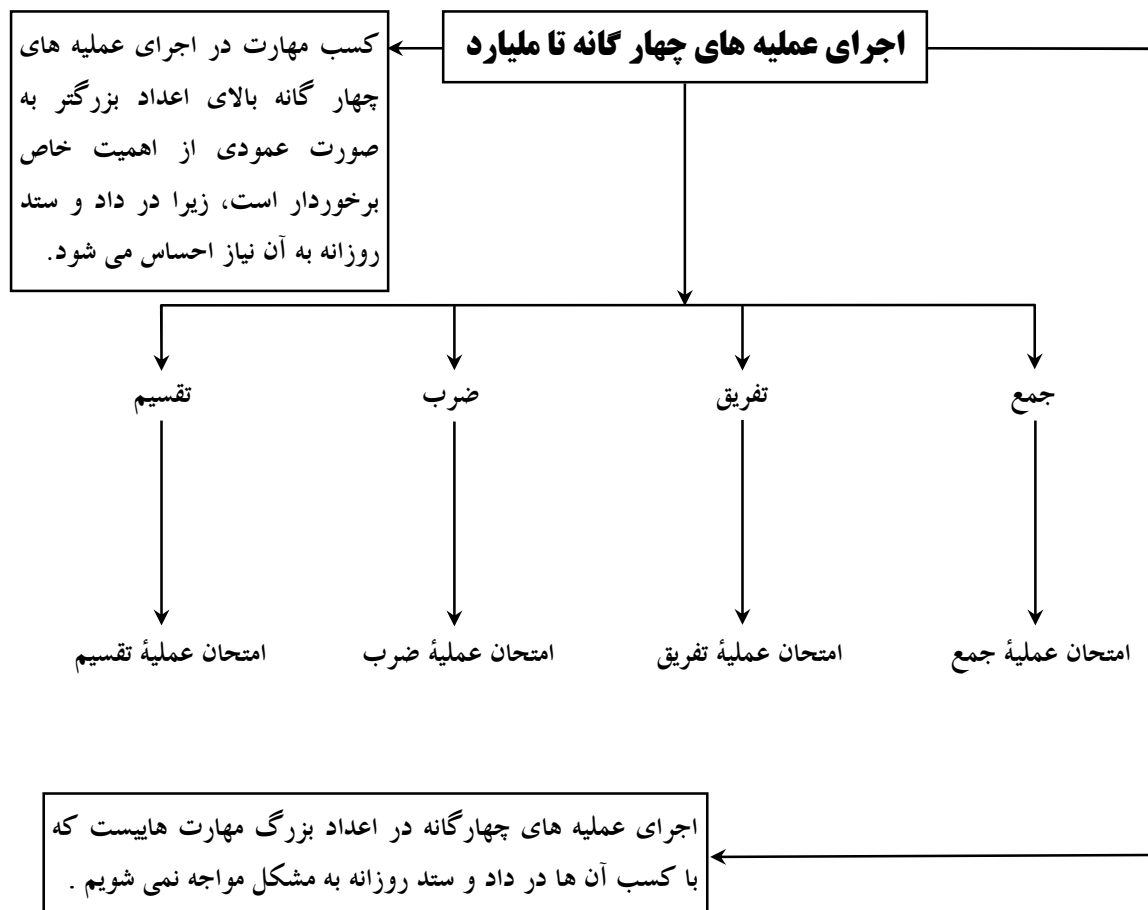 اجرای عملیه های چهار گانه تا ملیارد
کسب مهارت در اجرای عملیه های
چهار گانه بالای اعداد بزرگتر به
صورت عمودی از اهمیت خاص
برخوردار است، زیرا در داد و ستد
روزانه به آن نیاز احساس می شود.
جمع
تفریق
ضرب
تقسیم
امتحان عملیهٔ جمع
امتحان عملیهٔ تفریق
امتحان عملیهٔ ضرب
امتحان عملیهٔ تقسیم
اجرای عملیه های چهارگانه در اعداد بزرگ مهارت هاییست که
با کسب آن ها در داد و ستد روزانه به مشکل مواجه نمی شویم .